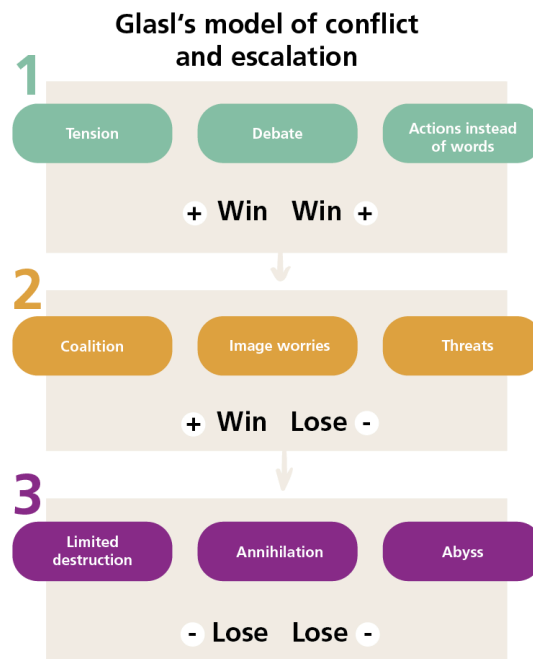 Glasl‘s model of conflict
and escalation
1
Tension
Debate
Actions instead
of words
+ Win Win +
2
Coalition
Image worries
Threats
+ Win Lose -
3
Limited
destruction
Annihilation
Abyss
- Lose Lose -